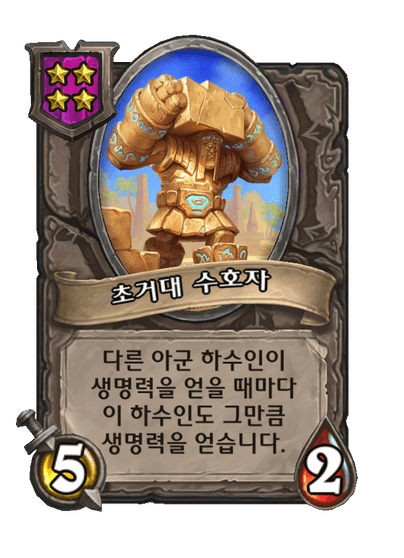 초거대 수호자
다른 아군 하수인이
생명력을 얻을 때마다
이 하수인도 그만큼
생명력을 얻습니다.
5
2